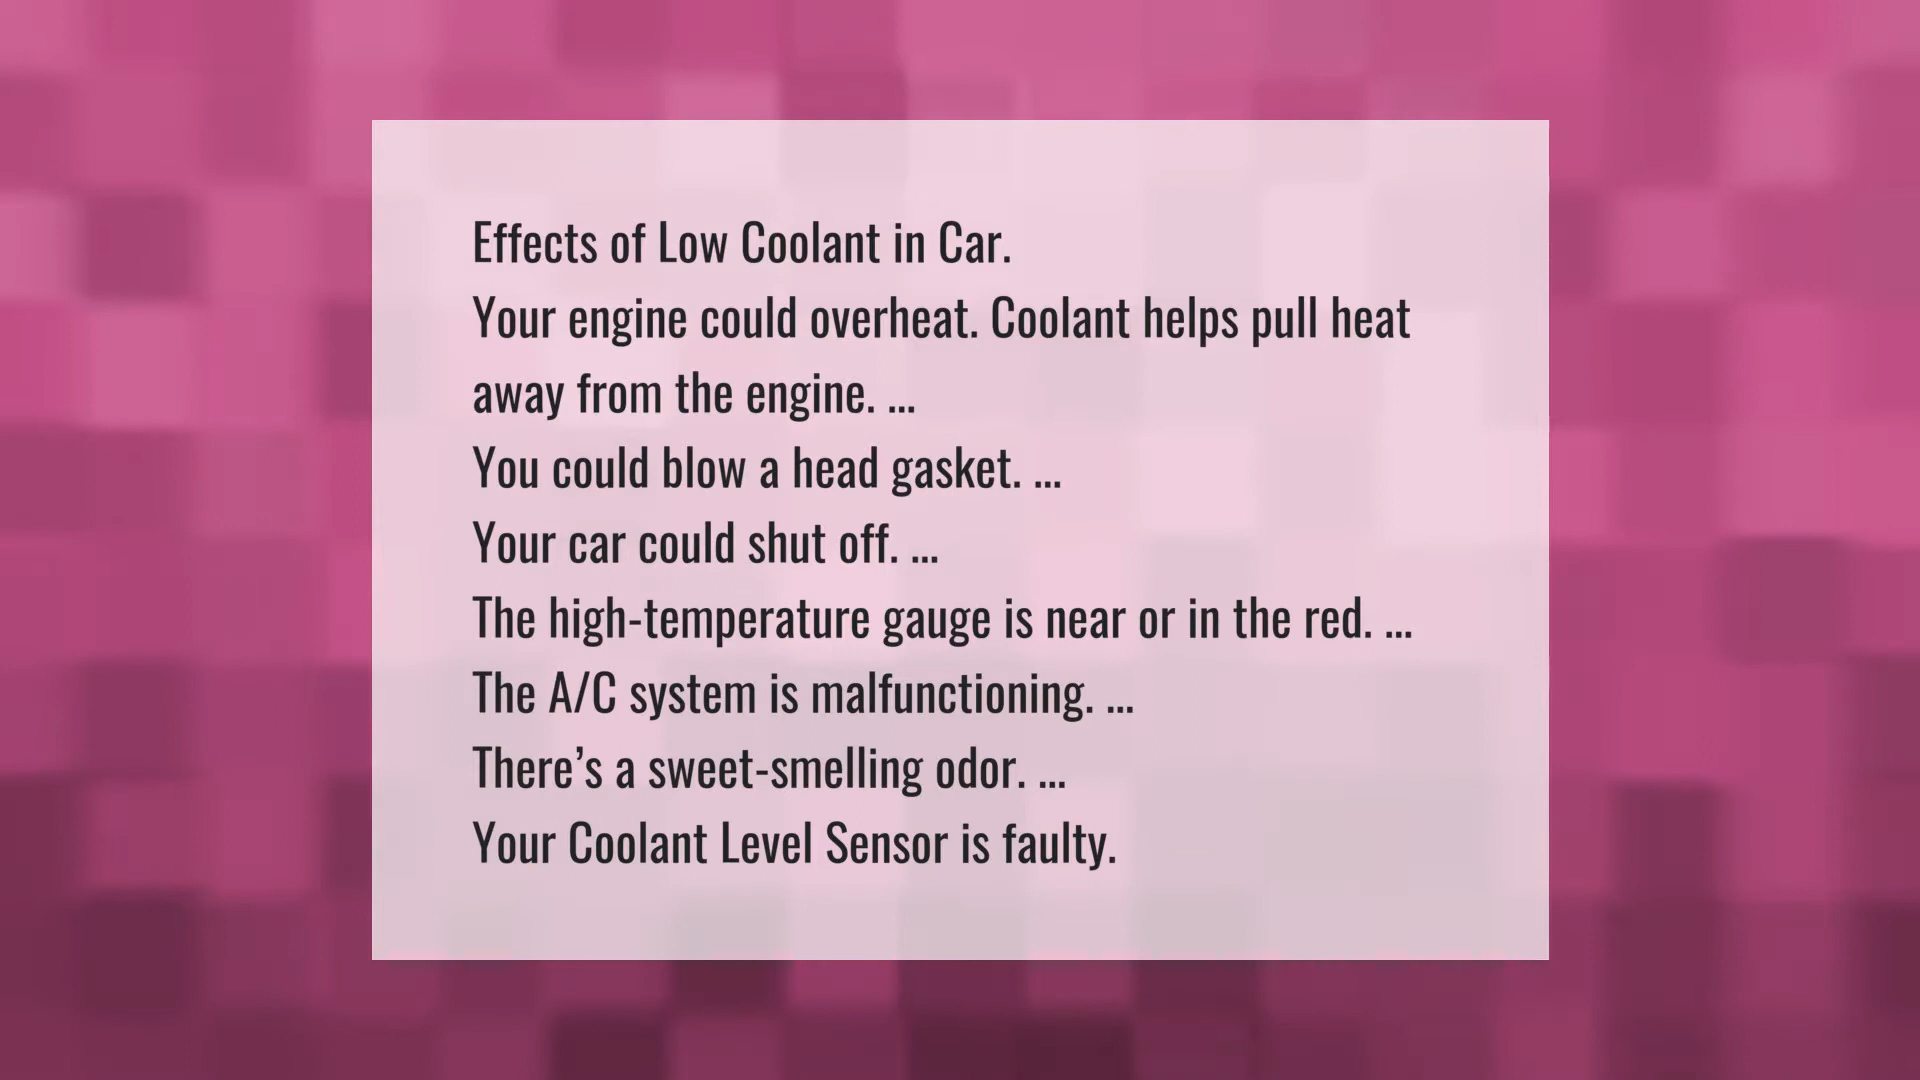 Effects of Low Coolant in Car.
Your engine could overheat. Coolant helps pull heat
away from the engine. ...
You could blow a head gasket. ...
Your car could shut off. ...
The high-temperature gauge is near or in the red. ...
The A/C system is malfunctioning. ...
There’s a sweet-smelling odor. ...
Your Coolant Level Sensor is faulty.